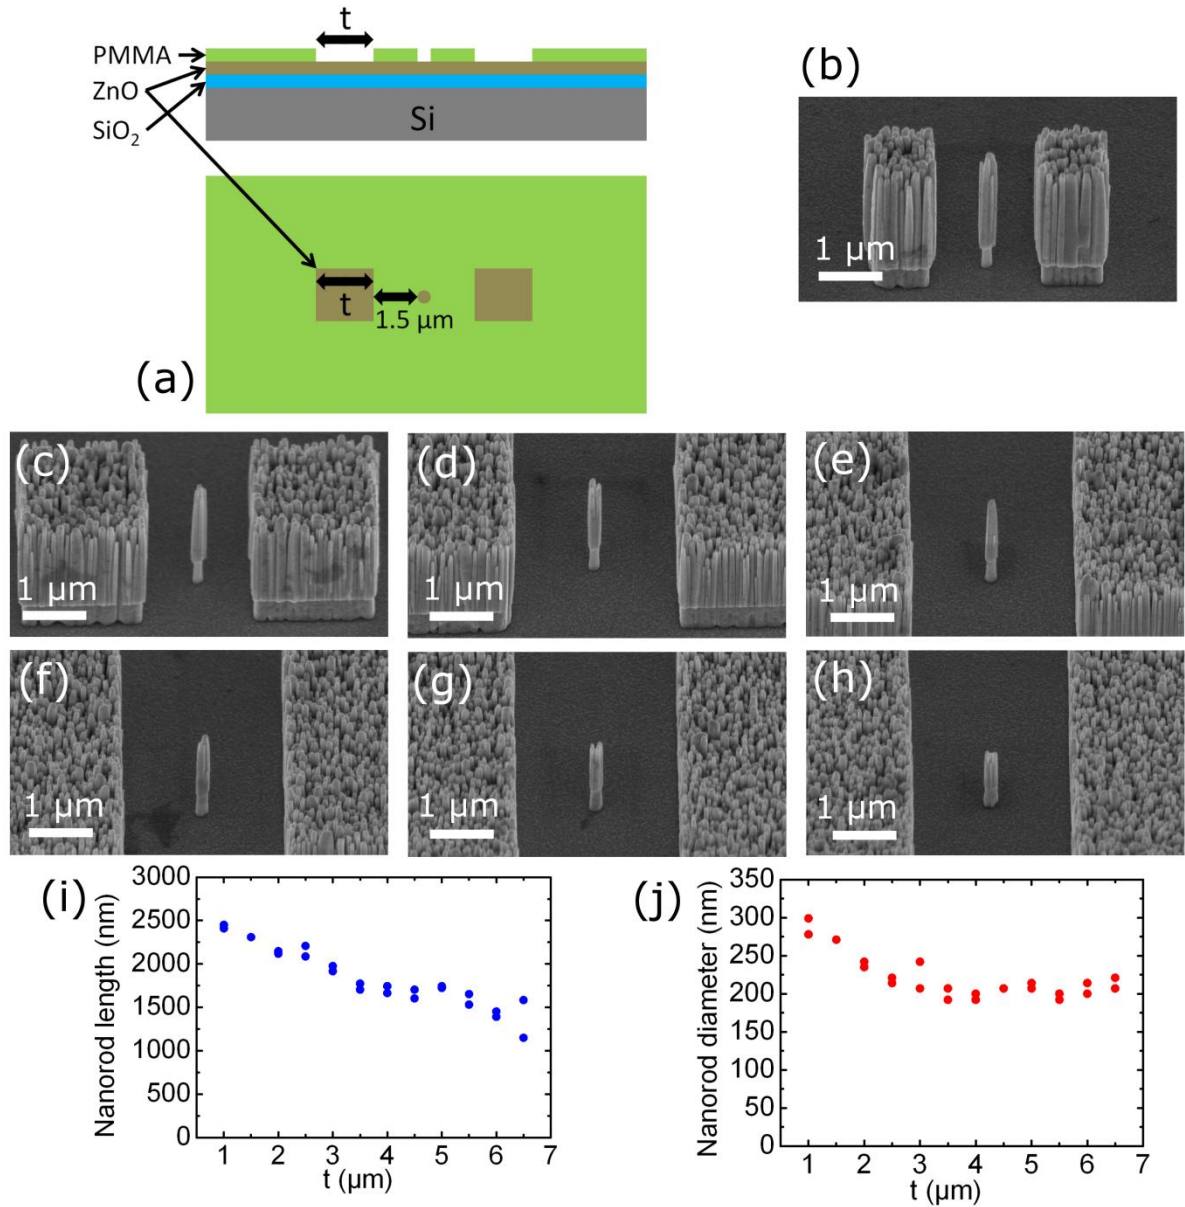 t
PMMA
ZnO
SiO₂
Si
t
1.5 µm
(a)
(b)
1 µm
(c)
1 µm
(d)
1 µm
(e)
1 µm
(f)
1 µm
(g)
1 µm
(h)
1 µm
(i)
Nanorod length (nm)
3000
2500
2000
1500
1000
500
0
1 2 3 4 5 6 7
t (µm)
(j)
Nanorod diameter (nm)
350
300
250
200
150
100
50
0
1 2 3 4 5 6 7
t (µm)